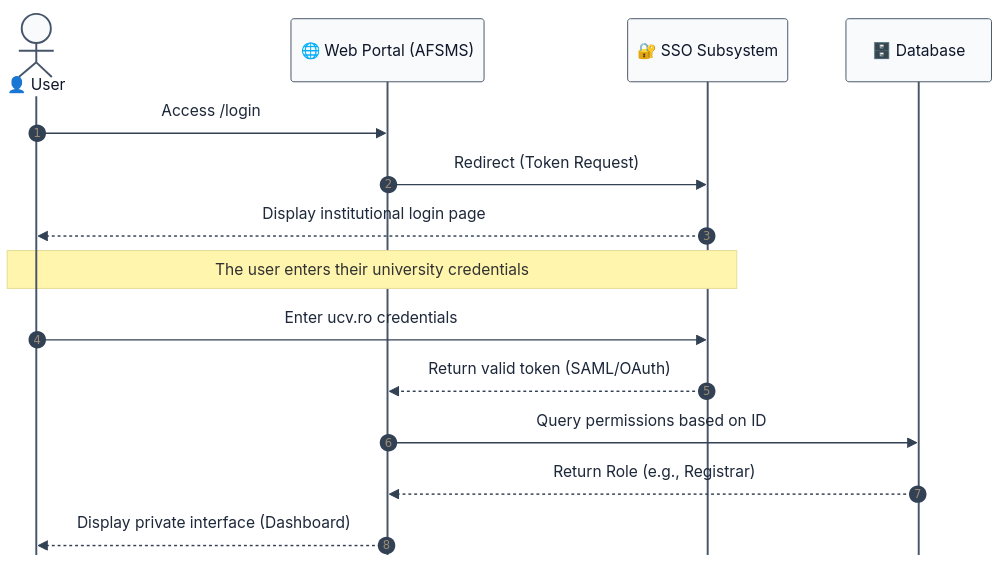 👤 User
🌐 Web Portal (AFSMS)
🔐 SSO Subsystem
🗄️ Database
Access /login
1
Redirect (Token Request)
2
Display institutional login page
3
The user enters their university credentials
Enter ucv.ro credentials
4
Return valid token (SAML/OAuth)
5
Query permissions based on ID
6
Return Role (e.g., Registrar)
7
Display private interface (Dashboard)
8